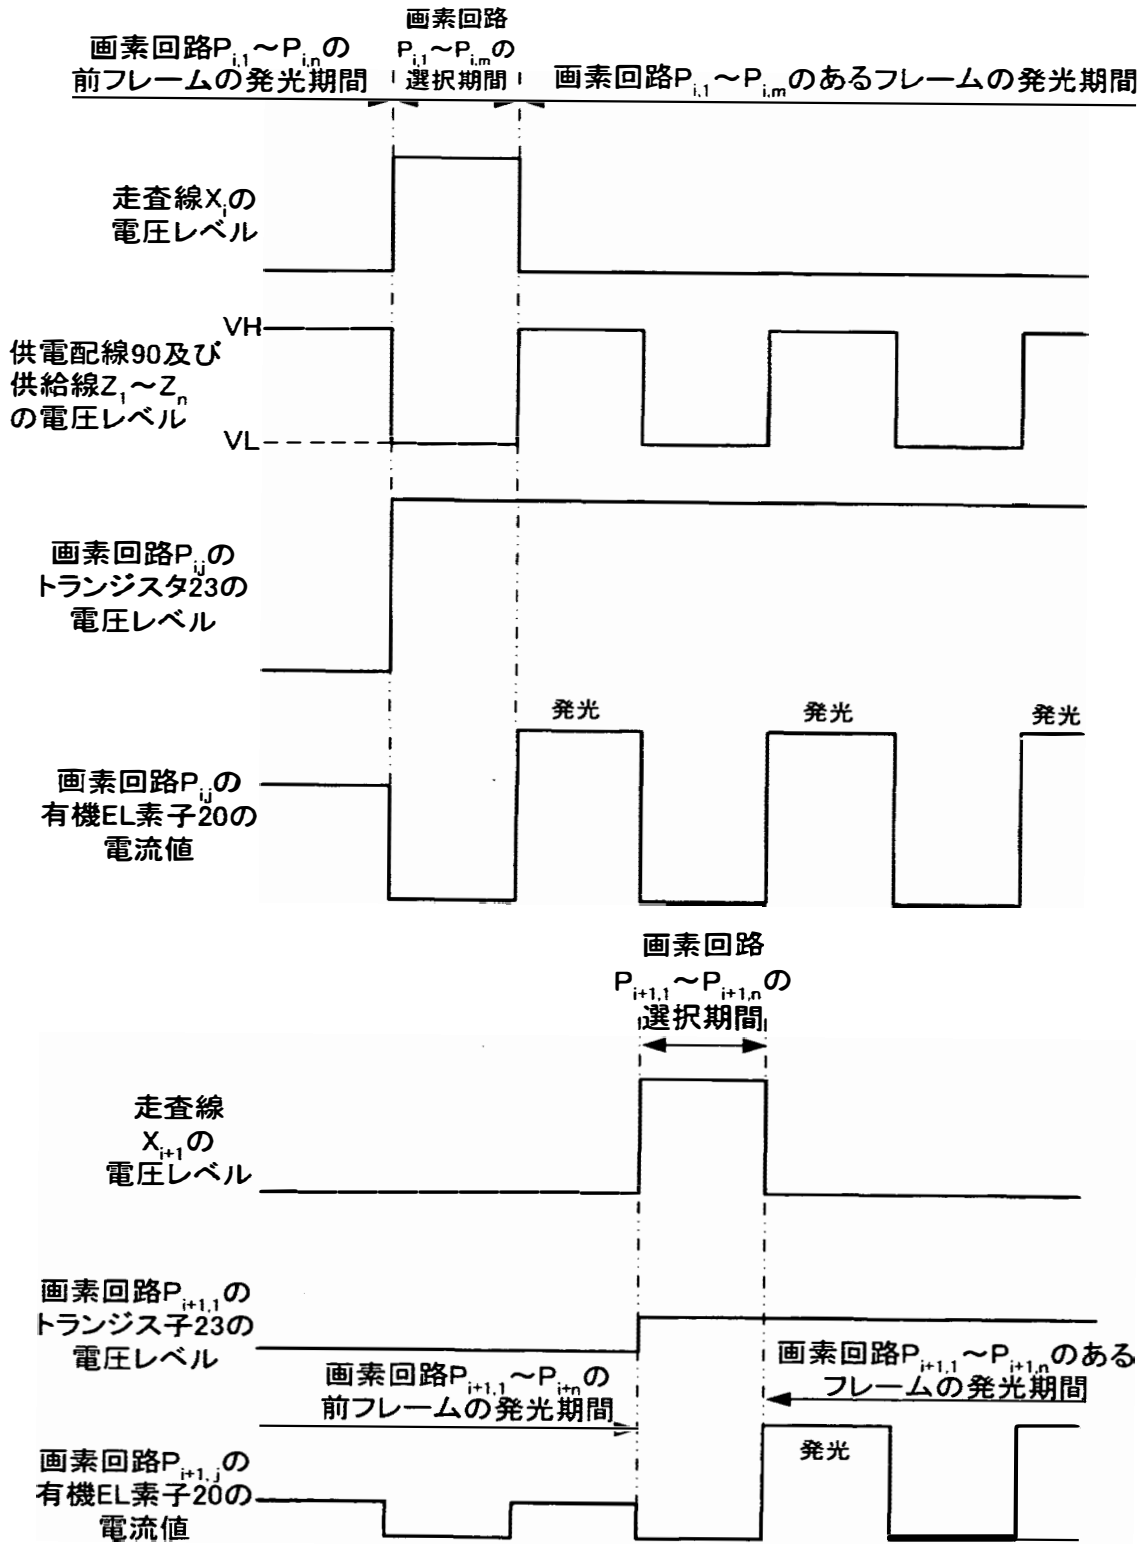 画素回路P_{i,1}～P_{i,n}の
前フレームの発光期間
画素回路
P_{i,1}～P_{i,m}の
選択期間
画素回路P_{i,1}～P_{i,m}のあるフレームの発光期間
走査線X_iの
電圧レベル
VH
供電配線90及び
供給線Z_1～Z_n
の電圧レベル
VL
画素回路P_{i,j}の
トランジスタ23の
電圧レベル
発光
発光
発光
画素回路P_{i,j}の
有機EL素子20の
電流値
画素回路
P_{i+1,1}～P_{i+1,n}の
選択期間
走査線
X_{i+1}の
電圧レベル
画素回路P_{i+1,1}の
トランジス子23の
電圧レベル
画素回路P_{i+1,1}～P_{i+n}の
前フレームの発光期間
画素回路P_{i+1,1}～P_{i+1,n}のある
フレームの発光期間
発光
画素回路P_{i+1,j}の
有機EL素子20の
電流値